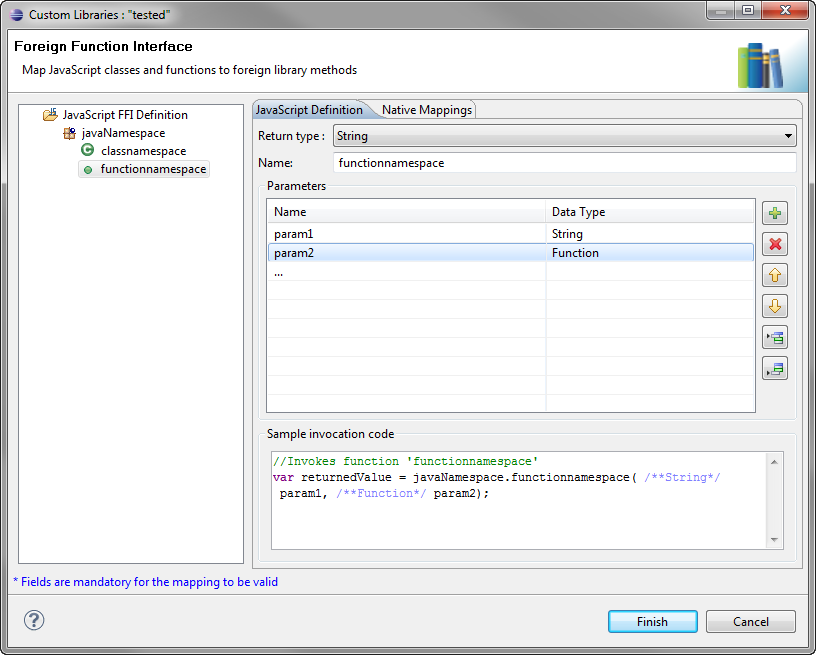 Custom Libraries : "tested"
Foreign Function Interface
Map JavaScript classes and functions to foreign library methods
JavaScript FFI Definition
javaNamespace
classnamespace
functionnamespace
JavaScript Definition
Native Mappings
Return type :
String
Name:
functionnamespace
Parameters
Name
Data Type
param1
String
param2
Function
...
Sample invocation code
//Invokes function 'functionnamespace'
var returnedValue = javaNamespace.functionnamespace( /**String*/
param1, /**Function*/ param2);
* Fields are mandatory for the mapping to be valid
Finish
Cancel